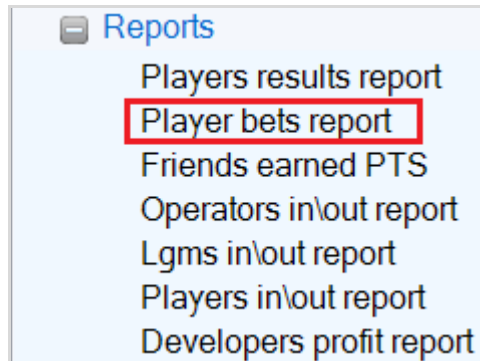 Reports
Players results report
Player bets report
Friends earned PTS
Operators in\out report
Lgms in\out report
Players in\out report
Developers profit report